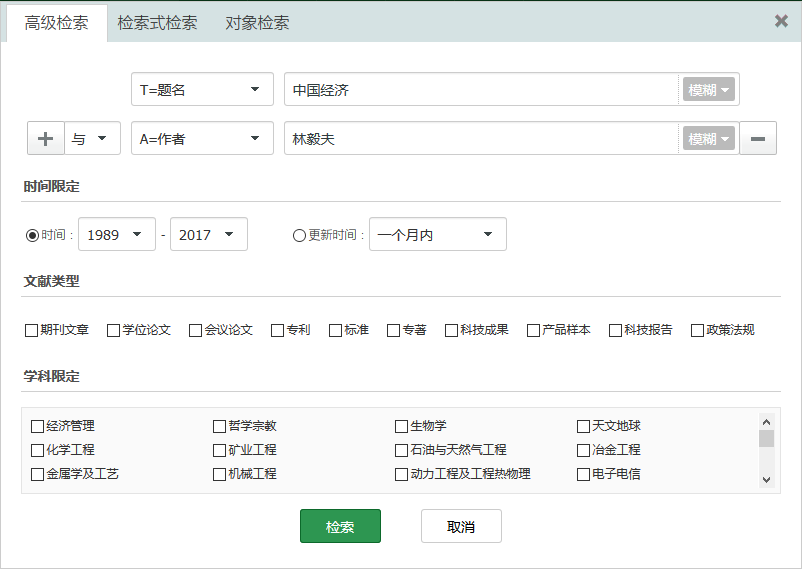 高级检索 检索式检索 对象检索
T=题名 中国经济 模糊
与 A=作者 林毅夫 模糊
时间限定
时间： 1989 - 2017 更新时间： 一个月内
文献类型
期刊文章 学位论文 会议论文 专利 标准 专著 科技成果 产品样本 科技报告 政策法规
学科限定
经济管理 哲学宗教 生物学 天文地球
化学工程 矿业工程 石油与天然气工程 冶金工程
金属学及工艺 机械工程 动力工程及工程热物理 电子电信
检索 取消